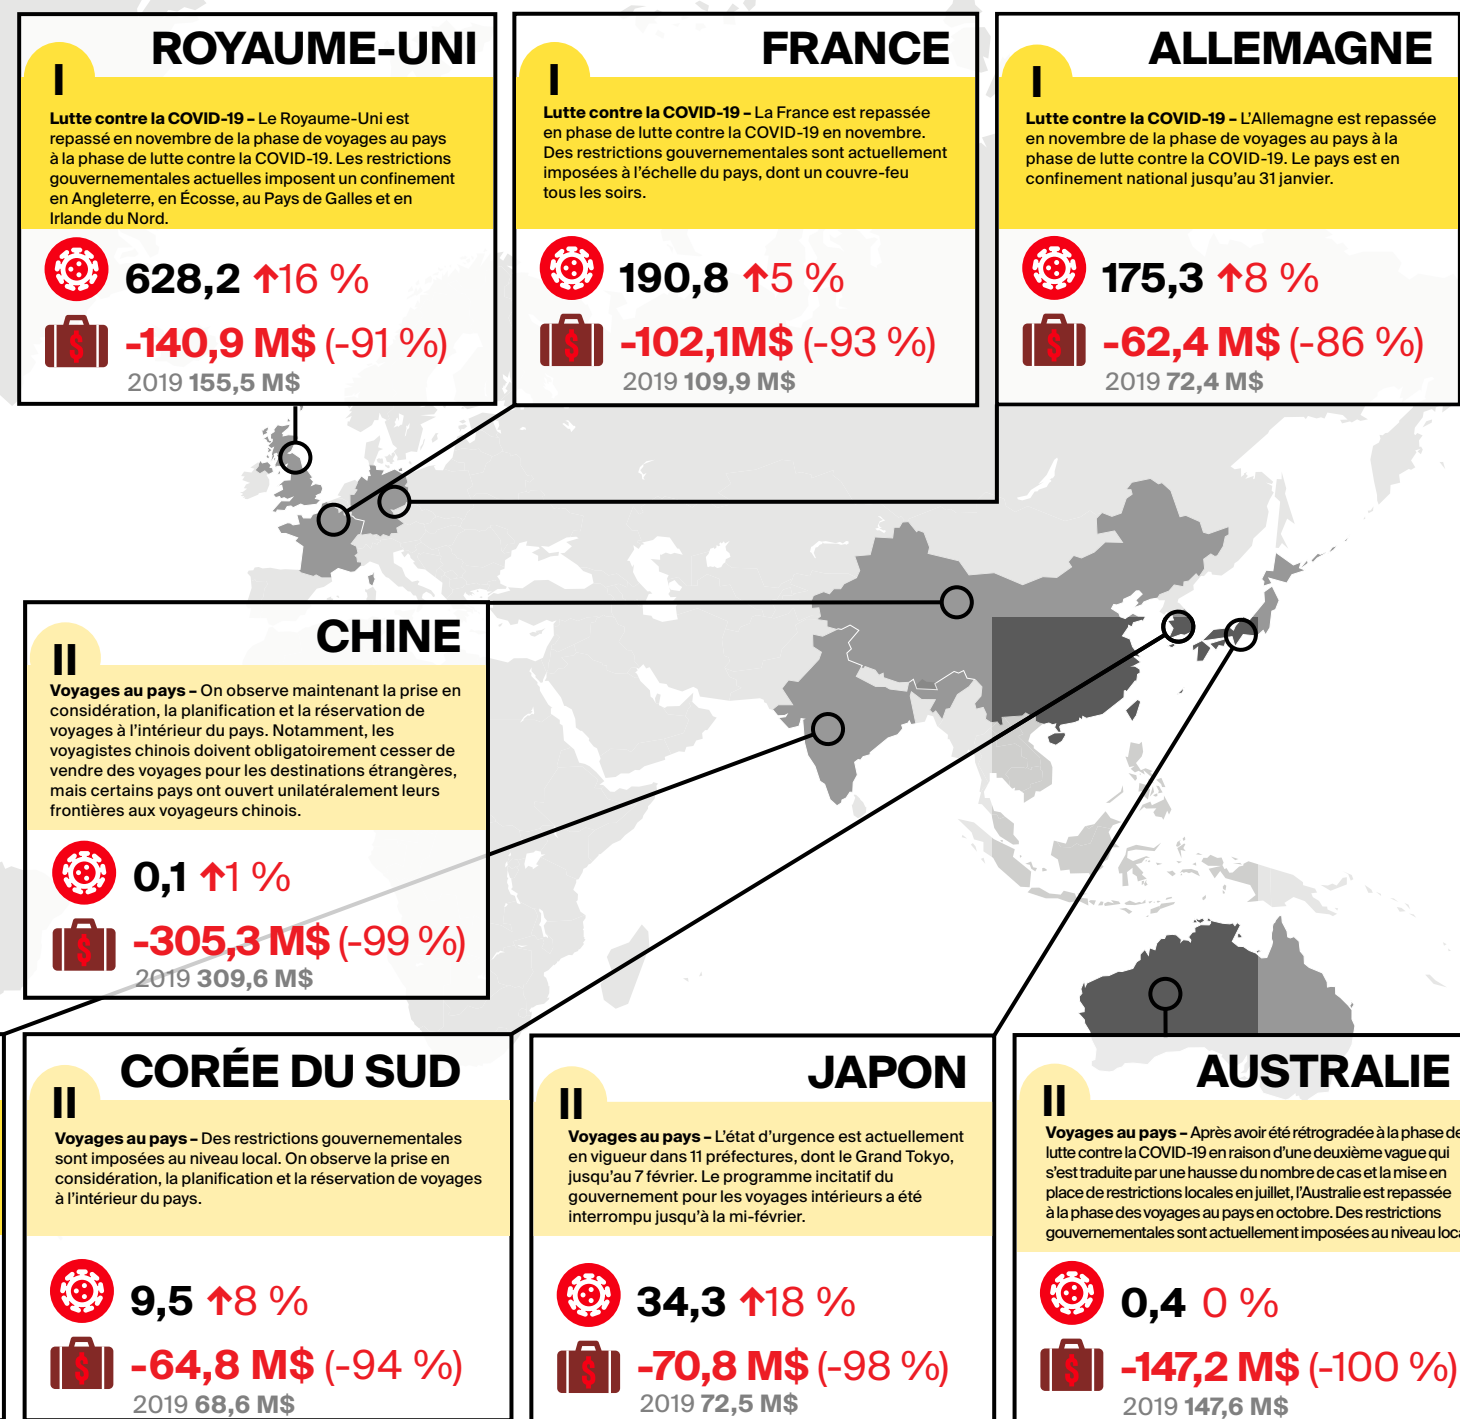 ROYAUME-UNI
I
Lutte contre la COVID-19 – Le Royaume-Uni est
repassé en novembre de la phase de voyages au pays
à la phase de lutte contre la COVID-19. Les restrictions
gouvernementales actuelles imposent un confinement
en Angleterre, en Écosse, au Pays de Galles et en
Irlande du Nord.
628,2 ↑16 %
-140,9 M$ (-91 %)
2019 155,5 M$
FRANCE
I
Lutte contre la COVID-19 – La France est repassée
en phase de lutte contre la COVID-19 en novembre.
Des restrictions gouvernementales sont actuellement
imposées à l’échelle du pays, dont un couvre-feu
tous les soirs.
190,8 ↑5 %
-102,1M$ (-93 %)
2019 109,9 M$
ALLEMAGNE
I
Lutte contre la COVID-19 – L’Allemagne est repassée
en novembre de la phase de voyages au pays à la
phase de lutte contre la COVID-19. Le pays est en
confinement national jusqu’au 31 janvier.
175,3 ↑8 %
-62,4 M$ (-86 %)
2019 72,4 M$
CHINE
II
Voyages au pays – On observe maintenant la prise en
considération, la planification et la réservation de
voyages à l’intérieur du pays. Notamment, les
voyagistes chinois doivent obligatoirement cesser de
vendre des voyages pour les destinations étrangères,
mais certains pays ont ouvert unilatéralement leurs
frontières aux voyageurs chinois.
0,1 ↑1 %
-305,3 M$ (-99 %)
2019 309,6 M$
CORÉE DU SUD
II
Voyages au pays – Des restrictions gouvernementales
sont imposées au niveau local. On observe la prise en
considération, la planification et la réservation de voyages
à l’intérieur du pays.
9,5 ↑8 %
-64,8 M$ (-94 %)
2019 68,6 M$
JAPON
II
Voyages au pays – L’état d’urgence est actuellement
en vigueur dans 11 préfectures, dont le Grand Tokyo,
jusqu’au 7 février. Le programme incitatif du
gouvernement pour les voyages intérieurs a été
interrompu jusqu’à la mi-février.
34,3 ↑18 %
-70,8 M$ (-98 %)
2019 72,5 M$
AUSTRALIE
II
Voyages au pays – Après avoir été rétrogradée à la phase de
lutte contre la COVID-19 en raison d’une deuxième vague qui
s’est traduite par une hausse du nombre de cas et la mise en
place de restrictions locales en juillet, l’Australie est repassée
à la phase des voyages au pays en octobre. Des restrictions
gouvernementales sont actuellement imposées au niveau loca
0,4 0 %
-147,2 M$ (-100 %)
2019 147,6 M$